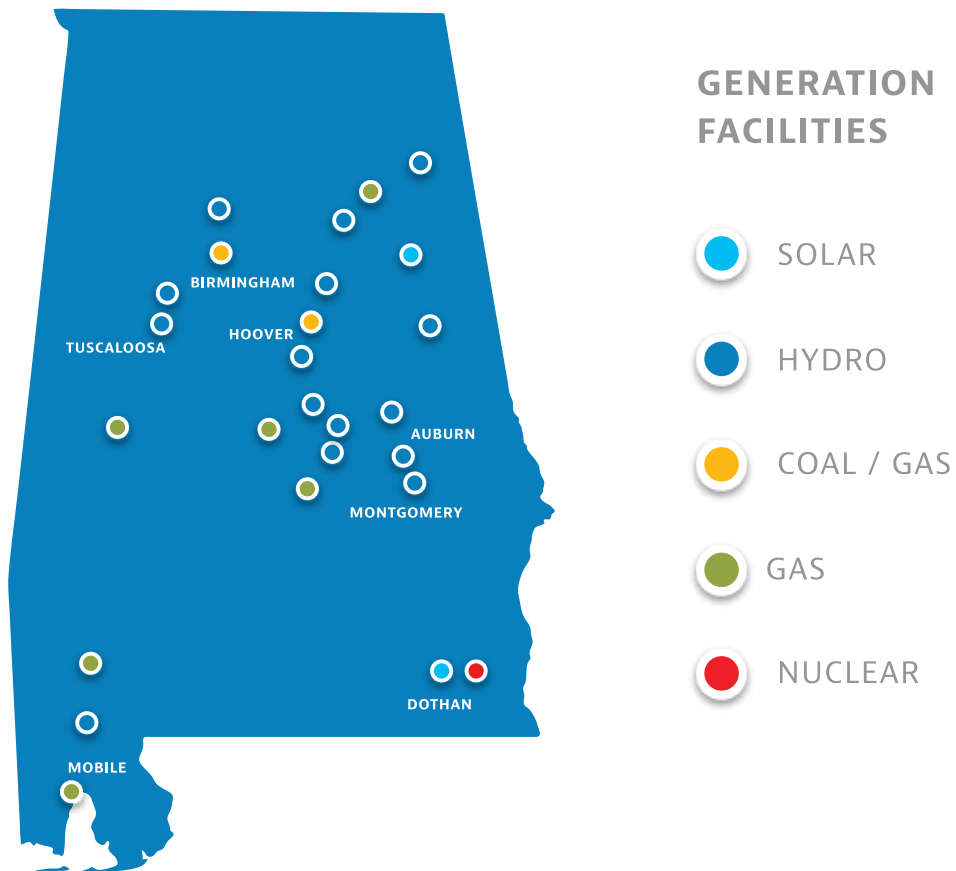 GENERATION
FACILITIES
SOLAR
HYDRO
COAL / GAS
GAS
NUCLEAR
BIRMINGHAM
HOOVER
TUSCALOOSA
AUBURN
MONTGOMERY
DOTHAN
MOBILE